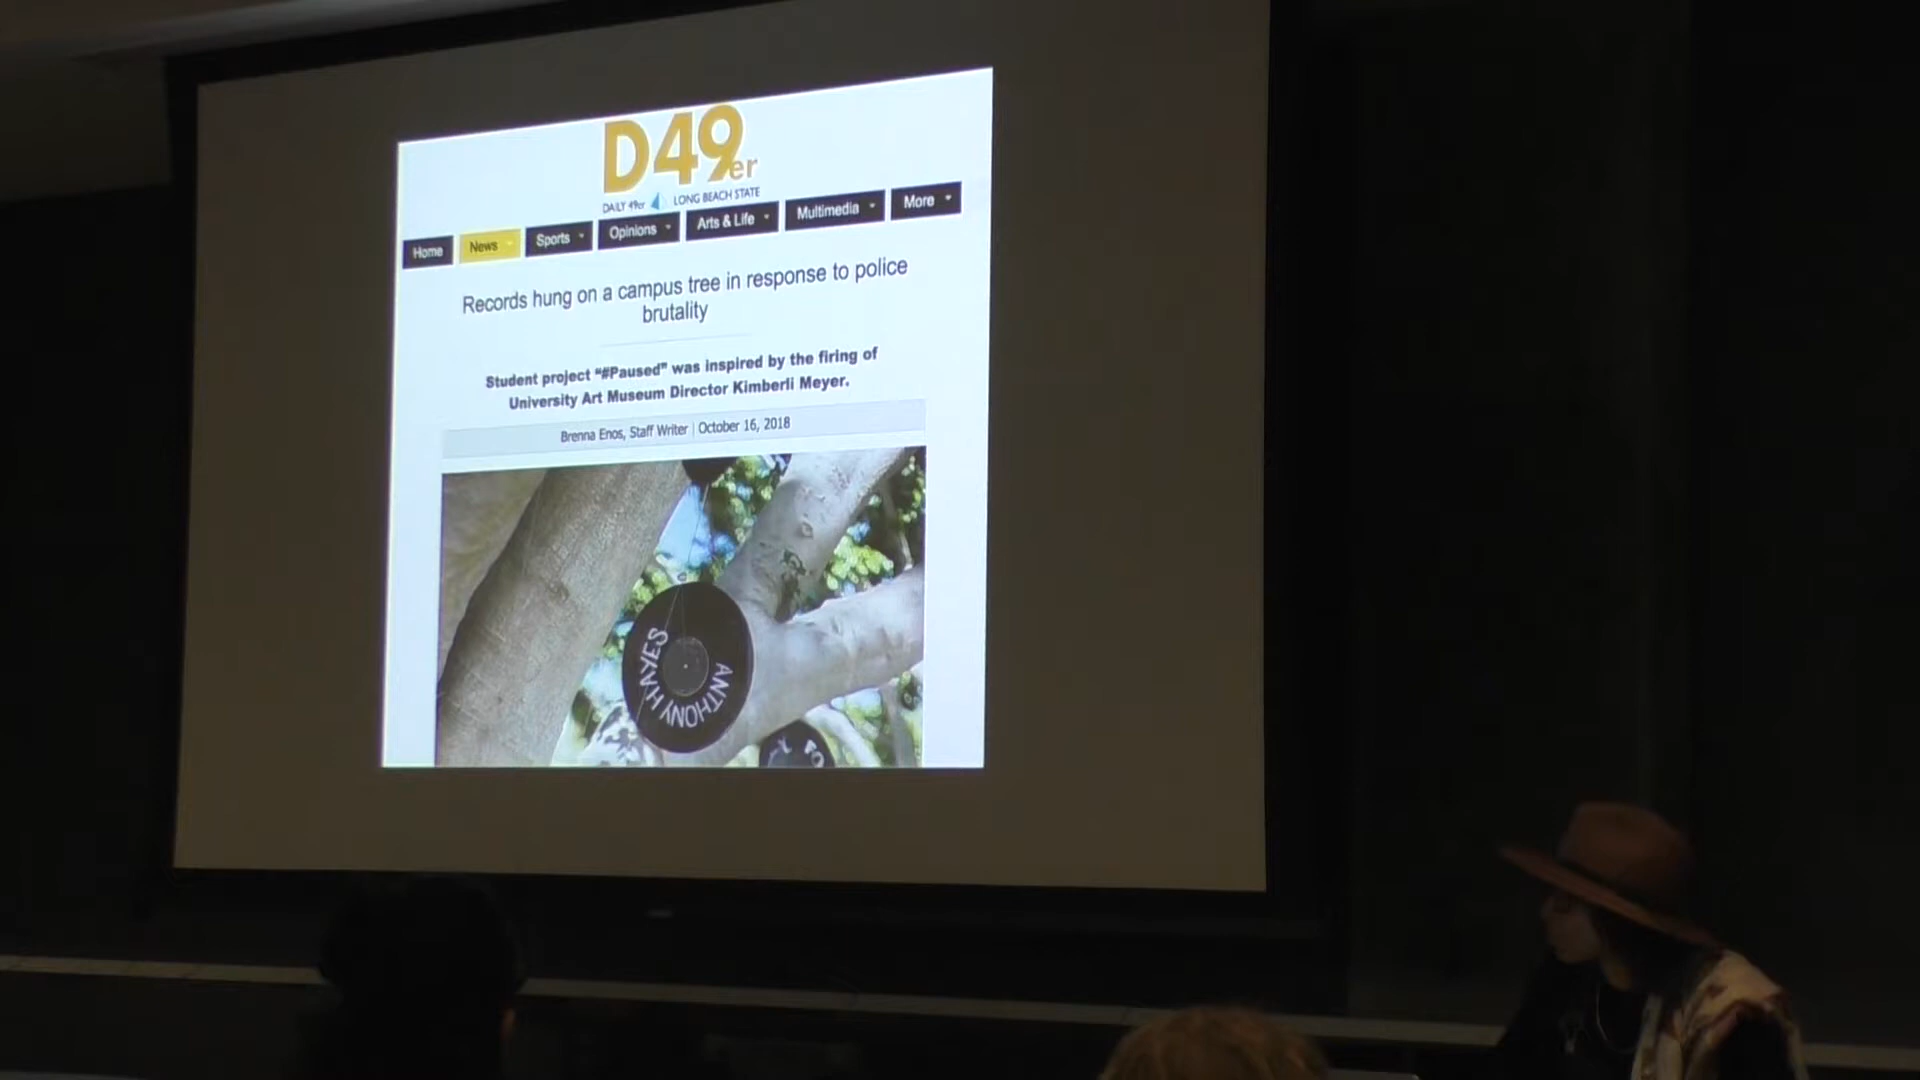 D49er
DAILY 49er LONG BEACH STATE
Home News Sports Opinions Arts & Life Multimedia More
Records hung on a campus tree in response to police
brutality
Student project “#Paused” was inspired by the firing of
University Art Museum Director Kimberli Meyer.
Brenna Enos, Staff Writer | October 16, 2018
ANTHONY HAYES